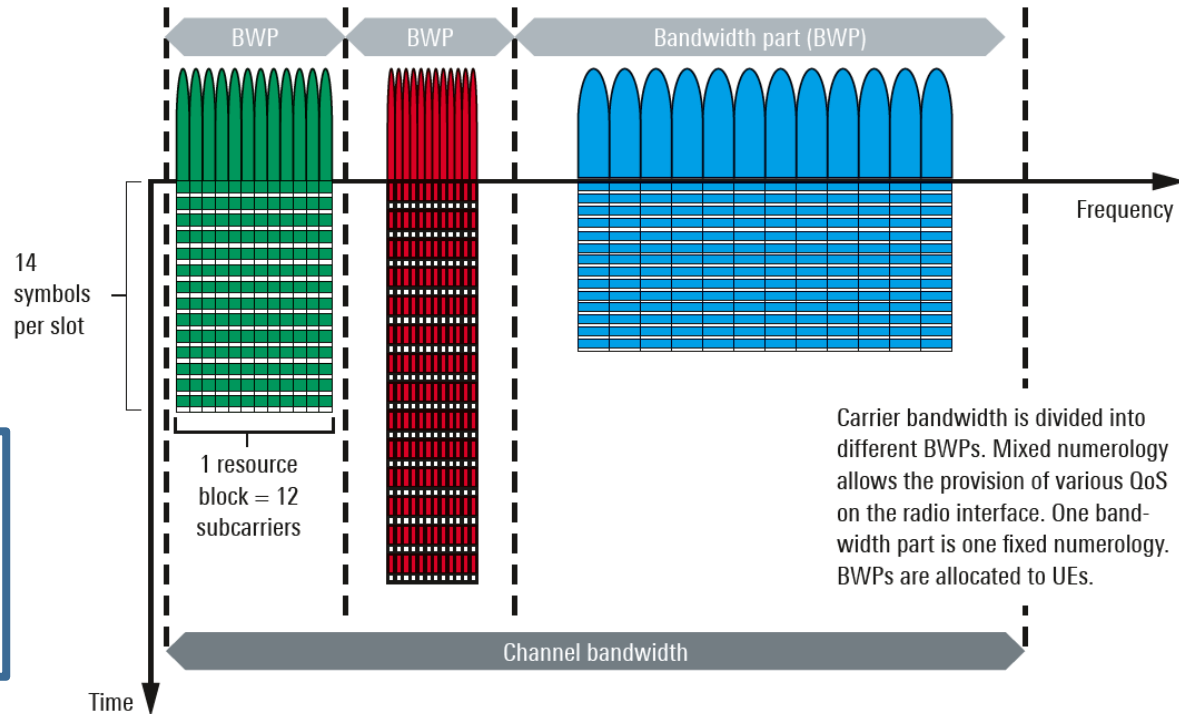 BWP
BWP
Bandwidth part (BWP)
Frequency
14
symbols
per slot
1 resource
block = 12
subcarriers
Carrier bandwidth is divided into
different BWPs. Mixed numerology
allows the provision of various QoS
on the radio interface. One band-
width part is one fixed numerology.
BWPs are allocated to UEs.
Channel bandwidth
Time